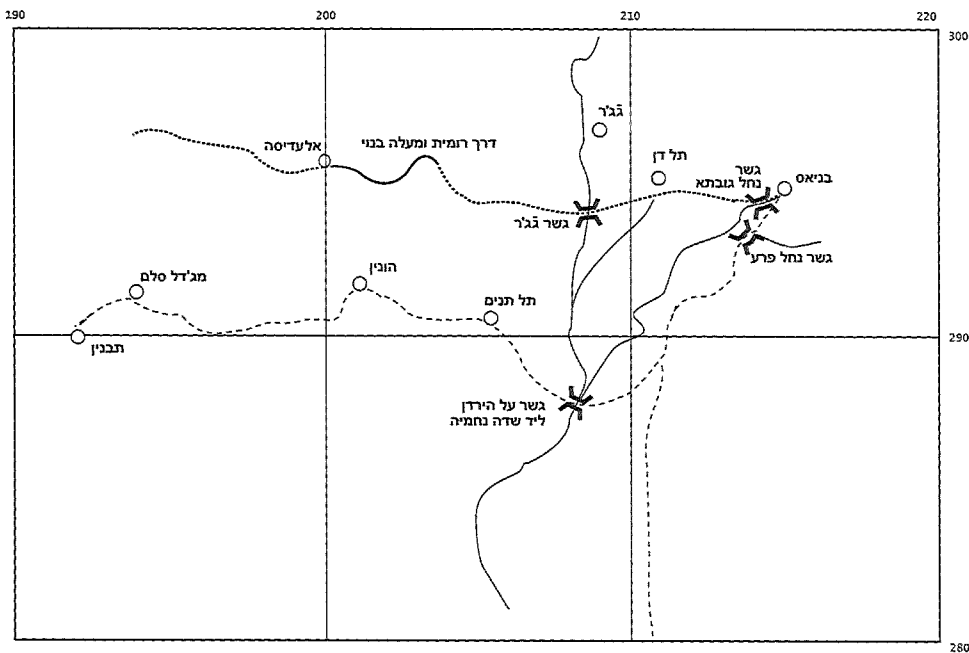 190
200
210
220
300
גֿג'ר
דרך רומית ומעלה בנוי
אלעדיסה
תל דן
גשר
נחל גובתא
בניאס
גשר גֿג'ר
גשר נחל פרע
מג'דל סלם
הונין
תל תנים
290
תבנין
גשר על הירדן
ליד שדה נחמיה
280